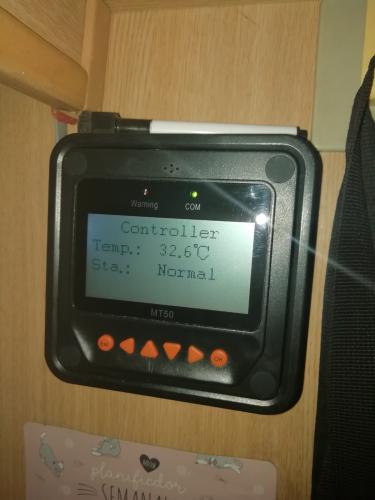 Warning COM
Controller
Temp.: 32.6℃
Sta.: Normal
MT50
ESC OK
planificador
SEMANAL